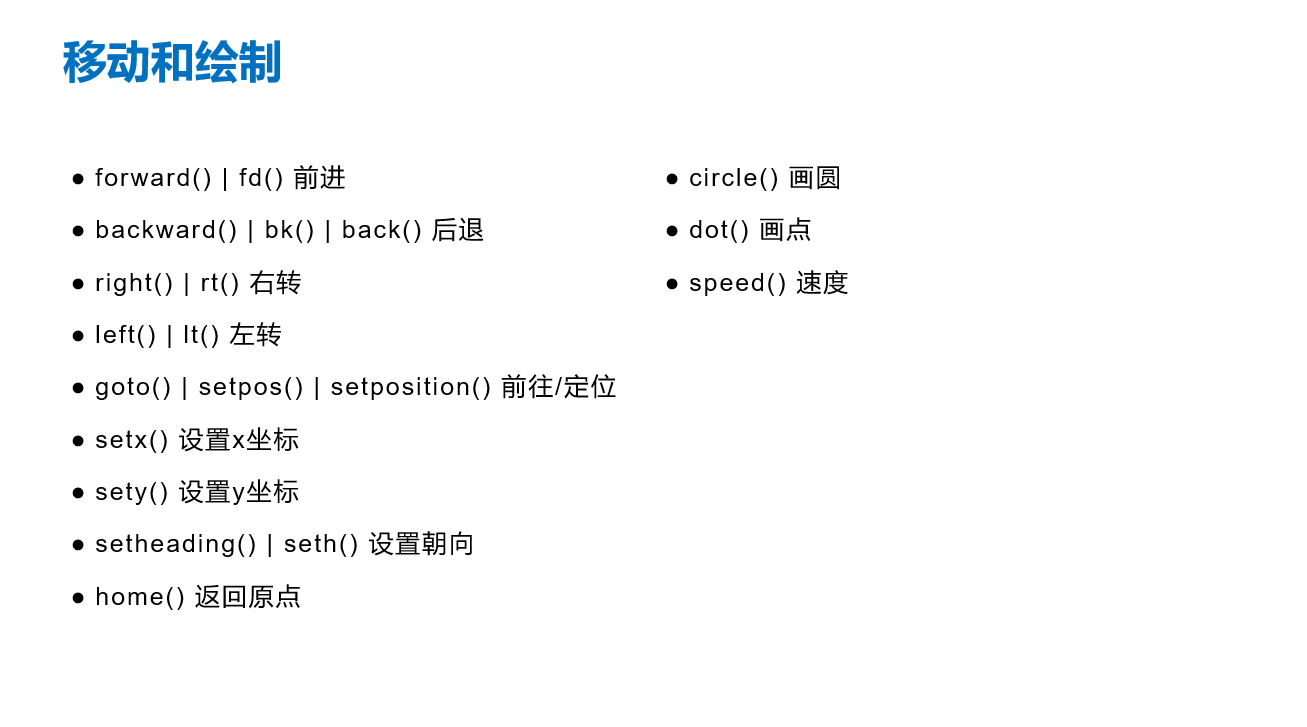 移动和绘制
● forward() | fd() 前进
● backward() | bk() | back() 后退
● right() | rt() 右转
● left() | lt() 左转
● goto() | setpos() | setposition() 前往/定位
● setx() 设置x坐标
● sety() 设置y坐标
● setheading() | seth() 设置朝向
● home() 返回原点
● circle() 画圆
● dot() 画点
● speed() 速度